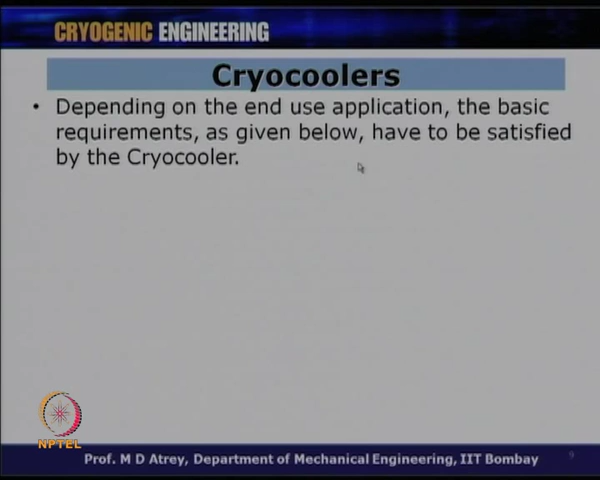 CRYOGENIC ENGINEERING
Cryocoolers
• Depending on the end use application, the basic
requirements, as given below, have to be satisfied
by the Cryocooler.
NPTEL
Prof. M D Atrey, Department of Mechanical Engineering, IIT Bombay
9